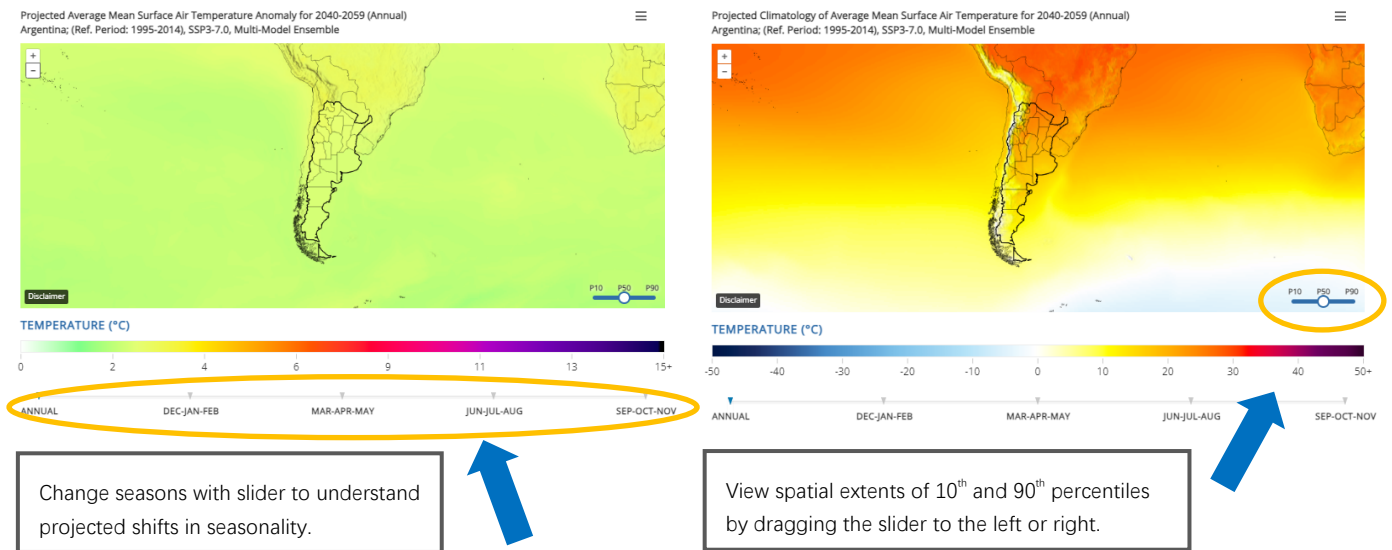 Projected Average Mean Surface Air Temperature Anomaly for 2040-2059 (Annual)
Argentina; (Ref. Period: 1995-2014), SSP3-7.0, Multi-Model Ensemble
+
−
Disclaimer
P10 P50 P90
TEMPERATURE (°C)
0 2 4 6 9 11 13 15+
ANNUAL DEC-JAN-FEB MAR-APR-MAY JUN-JUL-AUG SEP-OCT-NOV
Change seasons with slider to understand
projected shifts in seasonality.
Projected Climatology of Average Mean Surface Air Temperature for 2040-2059 (Annual)
Argentina; (Ref. Period: 1995-2014), SSP3-7.0, Multi-Model Ensemble
+
−
Disclaimer
P10 P50 P90
TEMPERATURE (°C)
-50 -40 -30 -20 -10 0 10 20 30 40 50+
ANNUAL DEC-JAN-FEB MAR-APR-MAY JUN-JUL-AUG SEP-OCT-NOV
View spatial extents of 10th and 90th percentiles
by dragging the slider to the left or right.